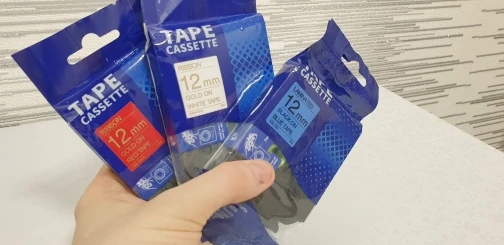 TAPE
CASSETTE
RIBBON
12 mm
GOLD ON
RED TAPE
TAPE
CASSETTE
RIBBON
12 mm
GOLD ON
WHITE TAPE
CASSETTE
LAMINATED
12 mm
BLACK ON
BLUE TAPE